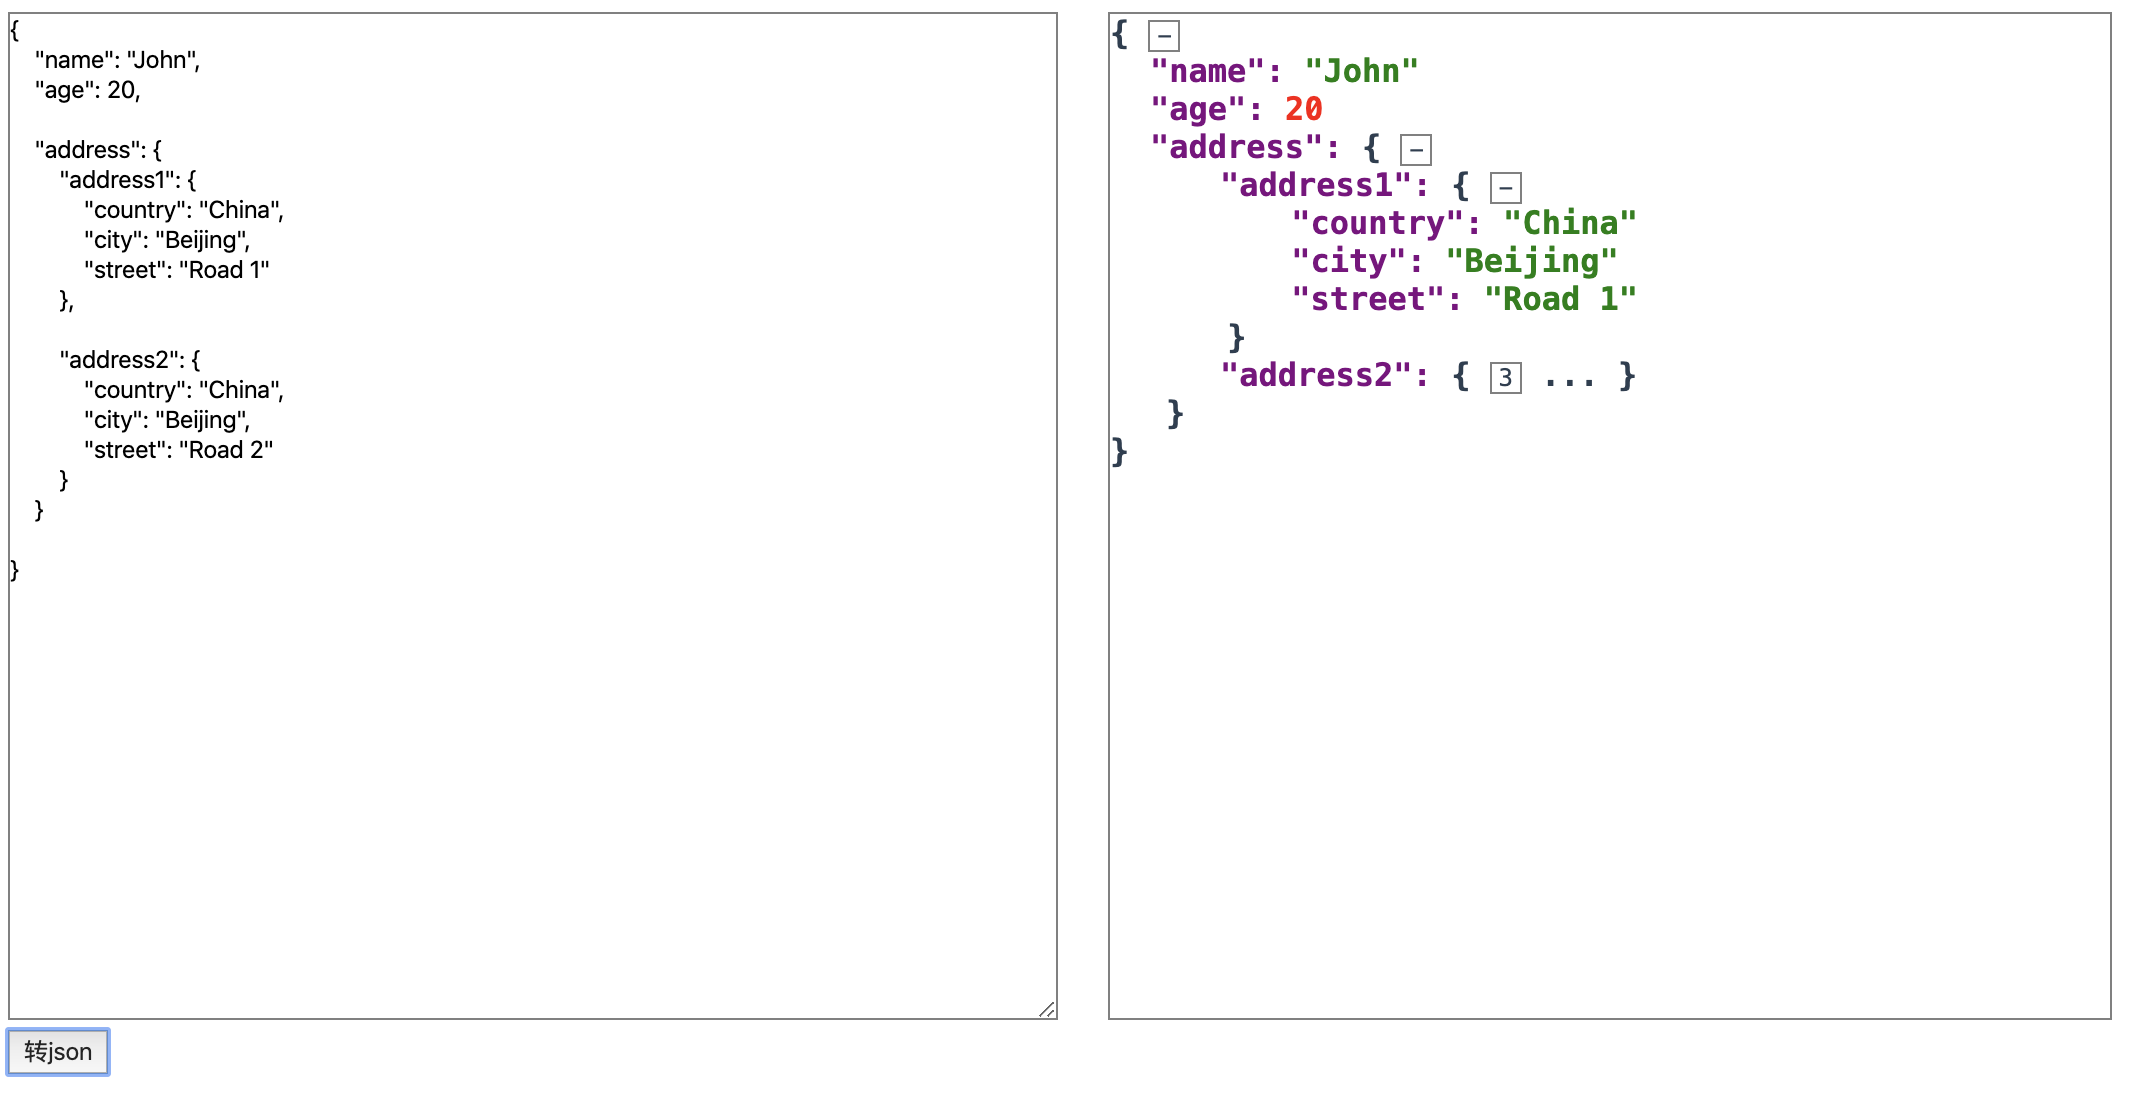 {
"name": "John",
"age": 20,
"address": {
"address1": {
"country": "China",
"city": "Beijing",
"street": "Road 1"
},
"address2": {
"country": "China",
"city": "Beijing",
"street": "Road 2"
}
}
}
转json
{ −
"name": "John"
"age": 20
"address": { −
"address1": { −
"country": "China"
"city": "Beijing"
"street": "Road 1"
}
"address2": { 3 ... }
}
}